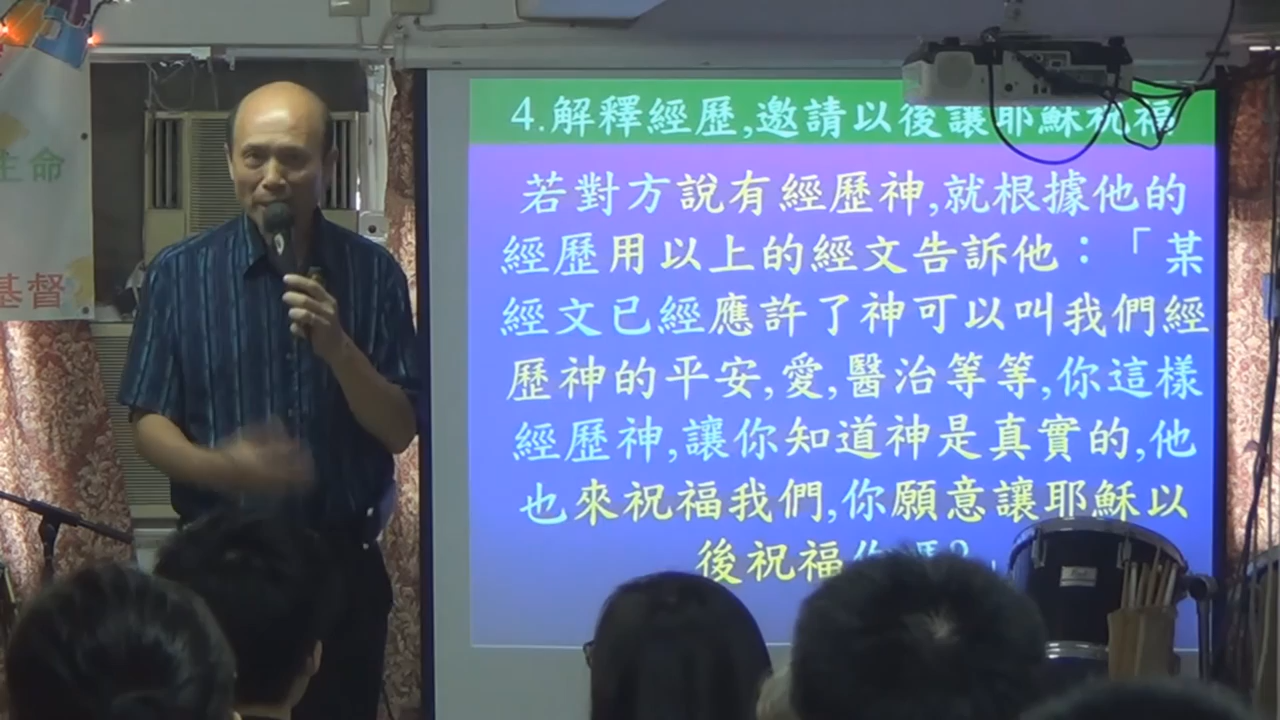 生命
基督
4.解釋經歷,邀請以後讓耶穌祝福
若對方說有經歷神,就根據他的
經歷用以上的經文告訴他：「某
經文已經應許了神可以叫我們經
歷神的平安,愛,醫治等等,你這樣
經歷神,讓你知道神是真實的,他
也來祝福我們,你願意讓耶穌以
後祝福你嗎?」